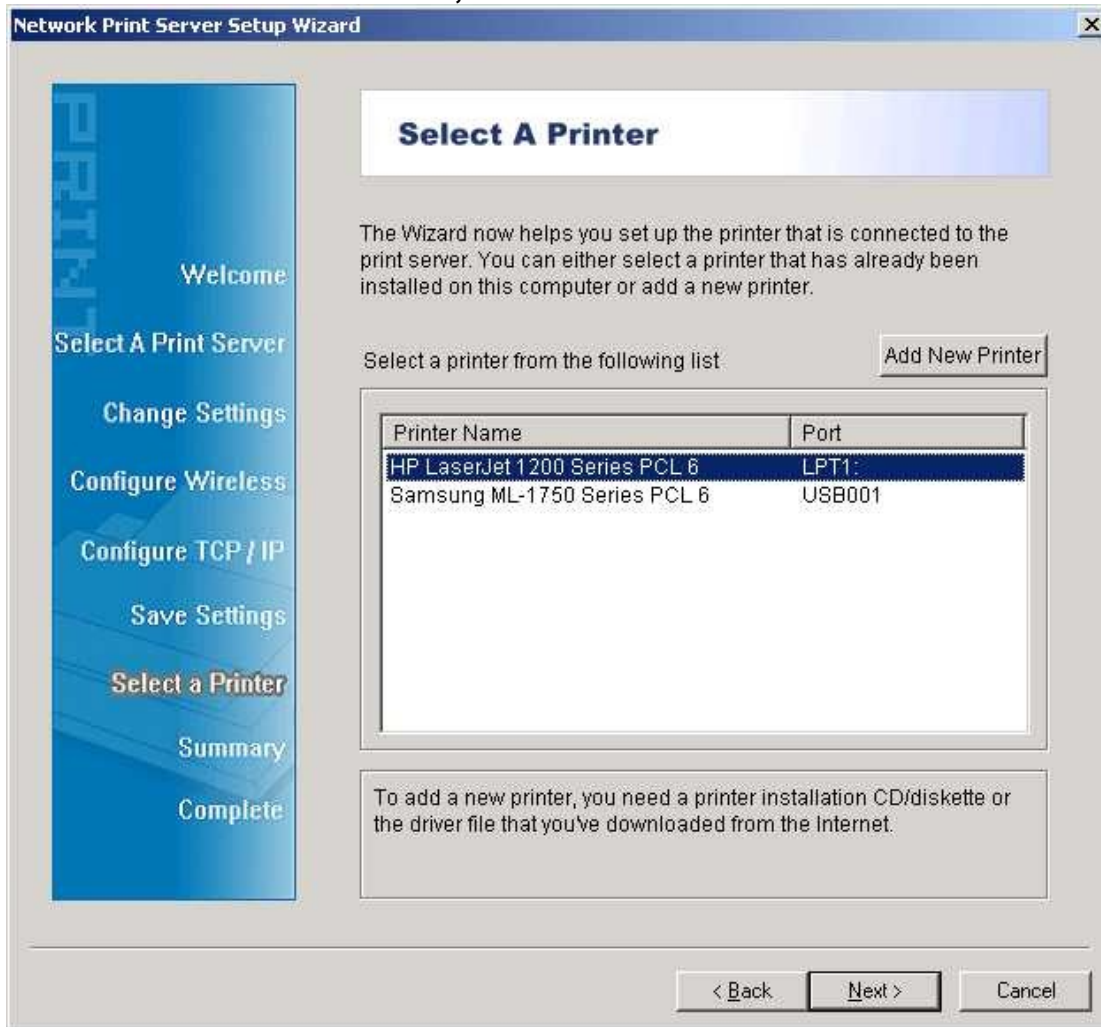 Network Print Server Setup Wizard
PRINT
Welcome
Select A Print Server
Change Settings
Configure Wireless
Configure TCP / IP
Save Settings
Select a Printer
Summary
Complete
Select A Printer
The Wizard now helps you set up the printer that is connected to the
print server. You can either select a printer that has already been
installed on this computer or add a new printer.
Select a printer from the following list
Add New Printer
Printer Name Port
HP LaserJet 1200 Series PCL 6 LPT1:
Samsung ML-1750 Series PCL 6 USB001
To add a new printer, you need a printer installation CD/diskette or
the driver file that you've downloaded from the Internet.
< Back Next > Cancel